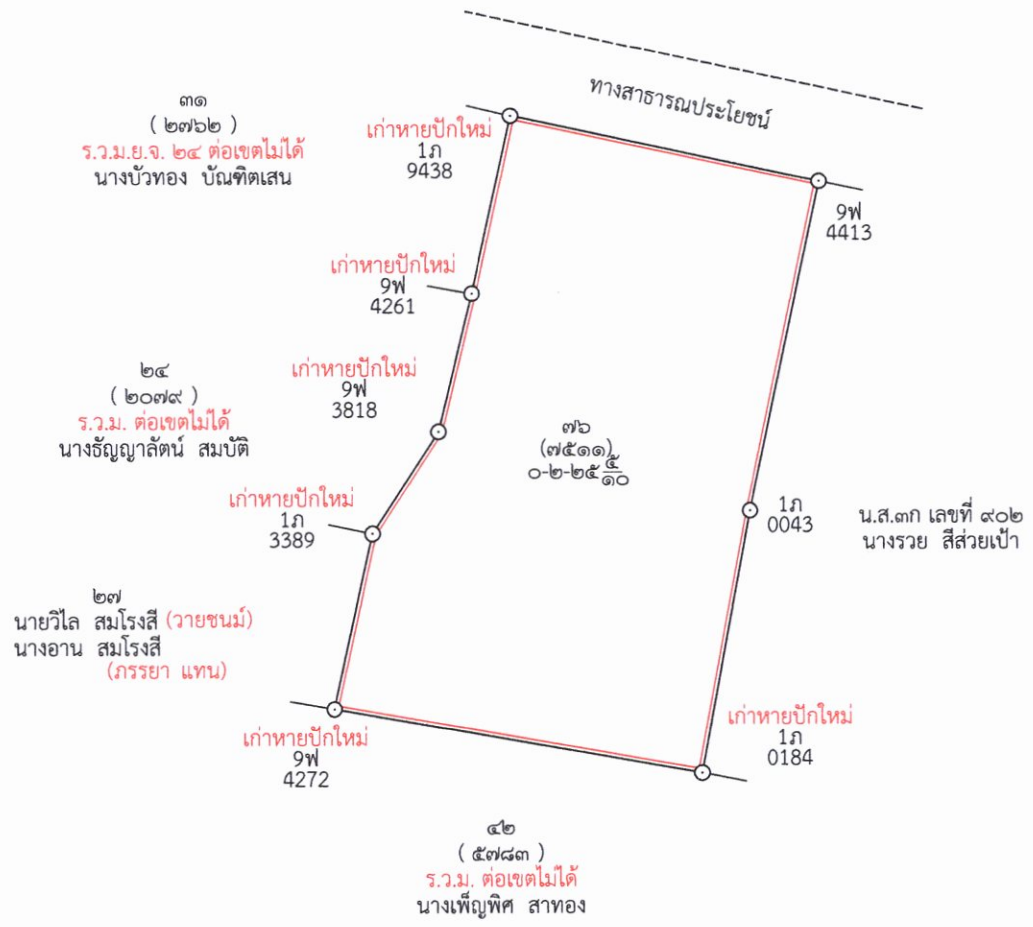 ทางสาธารณประโยชน์
๓๑
( ๒๗๖๒ )
ร.ว.ม.ย.จ. ๒๔ ต่อเขตไม่ได้
นางบัวทอง บัณฑิตเสน
เก่าหายปักใหม่
1ภ
9438
9ฟ
4413
เก่าหายปักใหม่
9ฟ
4261
๒๔
( ๒๐๗๙ )
ร.ว.ม. ต่อเขตไม่ได้
นางธัญญาลัตน์ สมบัติ
เก่าหายปักใหม่
9ฟ
3818
๗๖
(๗๕๑๑)
๐-๒-๒๕ ๕/๑๐
เก่าหายปักใหม่
1ภ
3389
1ภ
0043
น.ส.๓ก เลขที่ ๙๐๒
นางรวย สีส่วยเป้า
๒๗
นายวิไล สมโรงสี (วายชนม์)
นางอาน สมโรงสี
(ภรรยา แทน)
เก่าหายปักใหม่
9ฟ
4272
เก่าหายปักใหม่
1ภ
0184
๔๒
( ๕๗๘๓ )
ร.ว.ม. ต่อเขตไม่ได้
นางเพ็ญพิศ สาทอง